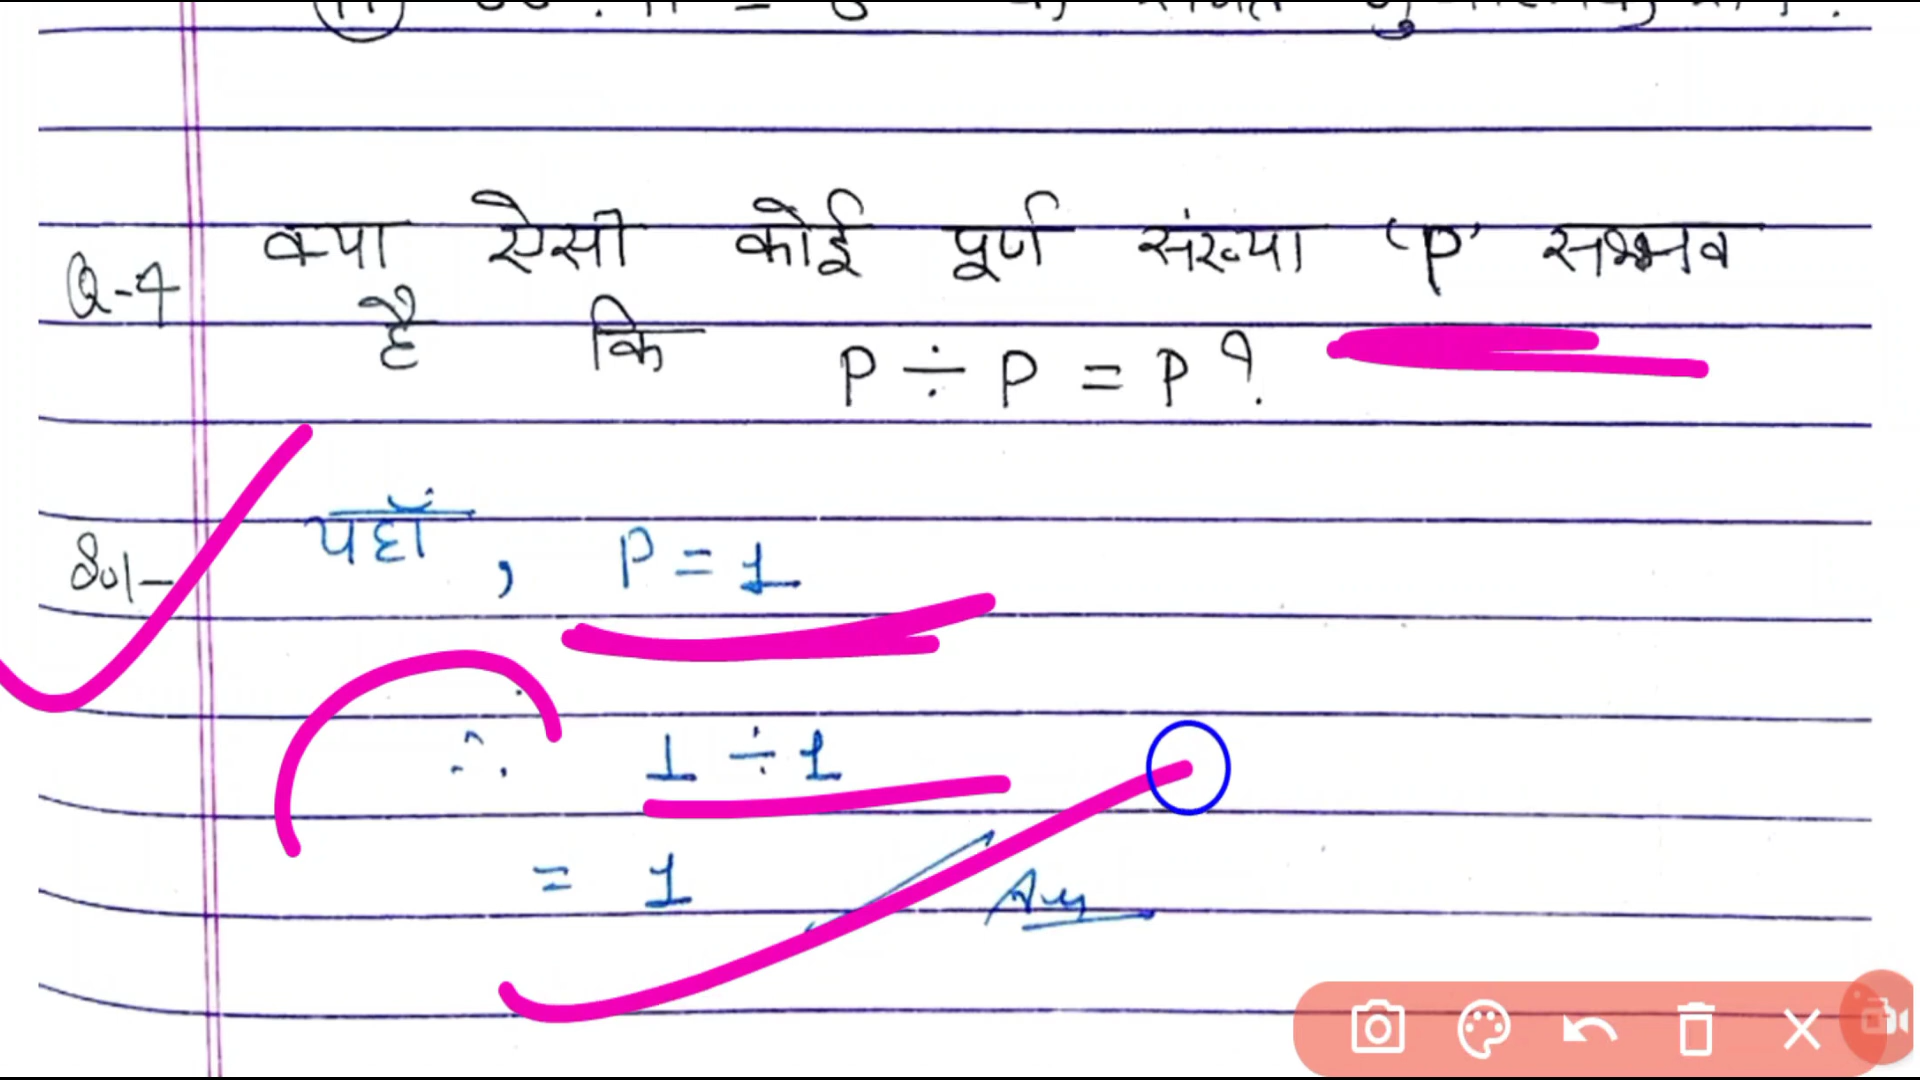 Q-4 क्या ऐसी कोई पूर्ण संख्या 'P' सम्भव
है कि P ÷ P = P ?
Sol- यहाँ , P = 1
∴ 1 ÷ 1
= 1 Ans